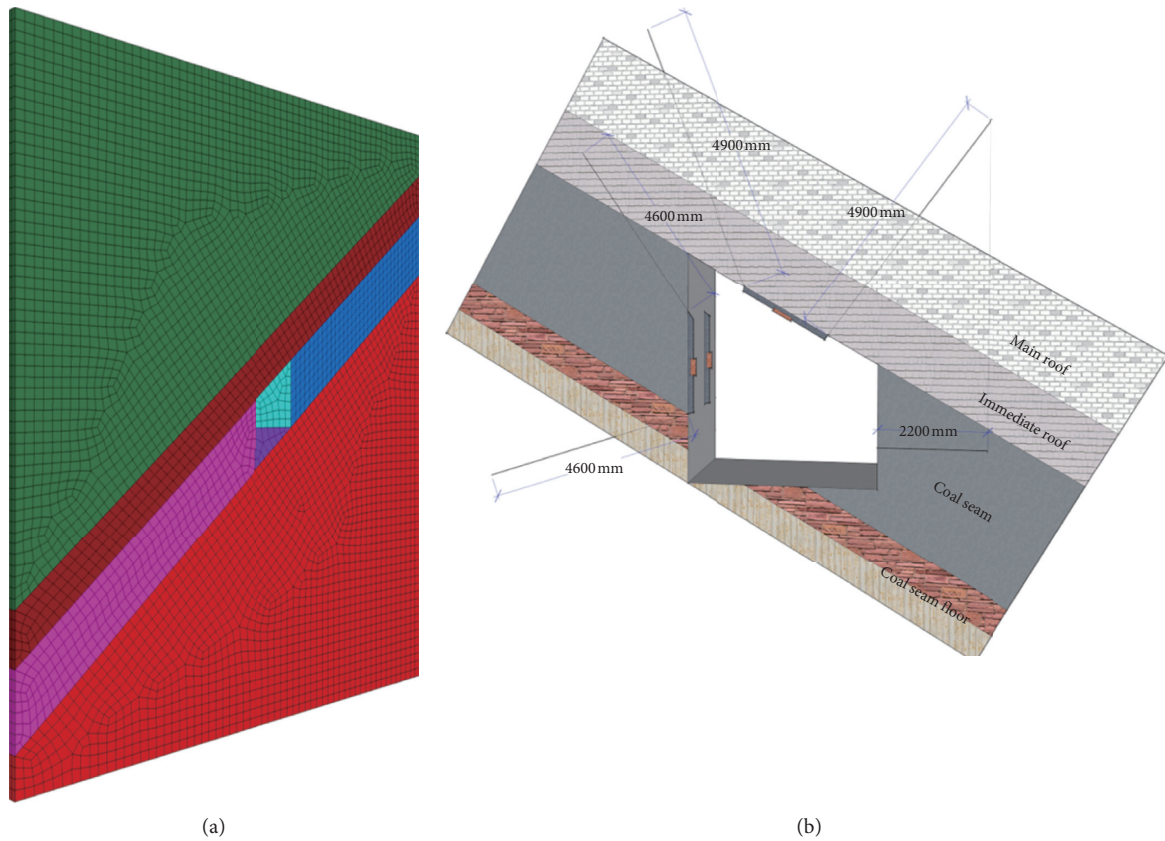 4900 mm
4600 mm
4900 mm
Main roof
Immediate roof
2200 mm
4600 mm
Coal seam
Coal seam floor
(a)
(b)